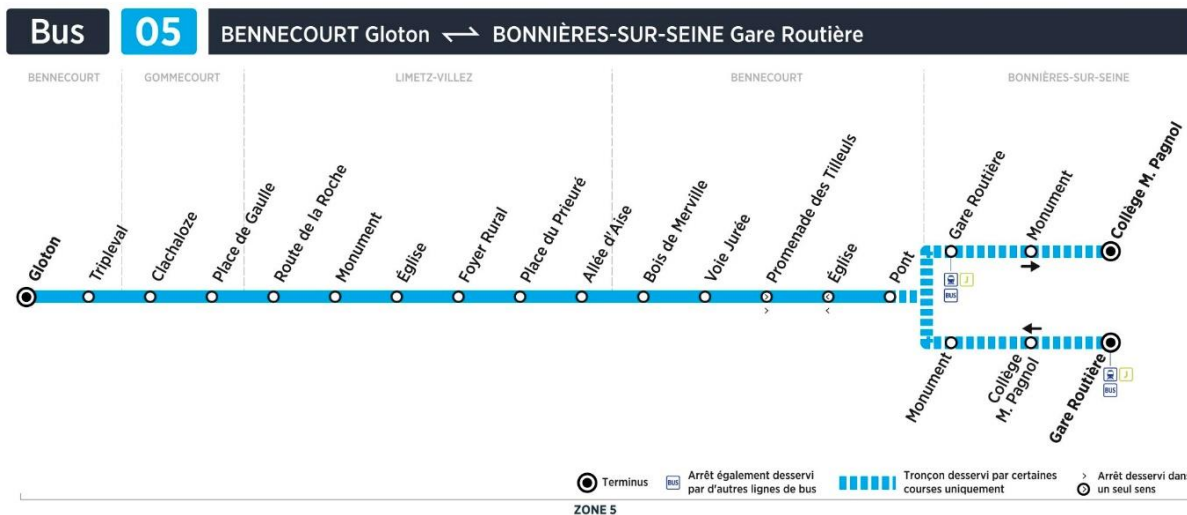 Bus 05 BENNECOURT Gloton ⟷ BONNIÈRES-SUR-SEINE Gare Routière
BENNECOURT
GOMMECOURT
LIMETZ-VILLEZ
BENNECOURT
BONNIÈRES-SUR-SEINE
Gloton
Tripleval
Clachaloze
Place de Gaulle
Route de la Roche
Monument
Église
Foyer Rural
Place du Prieuré
Allée d'Aise
Bois de Merville
Voie Jurée
Promenade des Tilleuls
Église
Pont
Gare Routière
J
BUS
Monument
Collège M. Pagnol
Monument
Collège
M. Pagnol
Gare Routière
J
BUS
Terminus
BUS
Arrêt également desservi
par d'autres lignes de bus
Tronçon desservi par certaines
courses uniquement
Arrêt desservi dans
un seul sens
ZONE 5